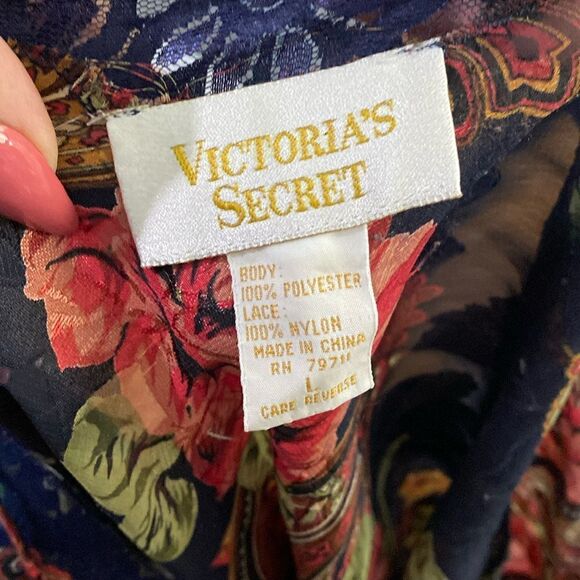 VICTORIA'S
SECRET
BODY:
100% POLYESTER
LACE:
100% NYLON
MADE IN CHINA
RN 79711
L
CARE REVERSE